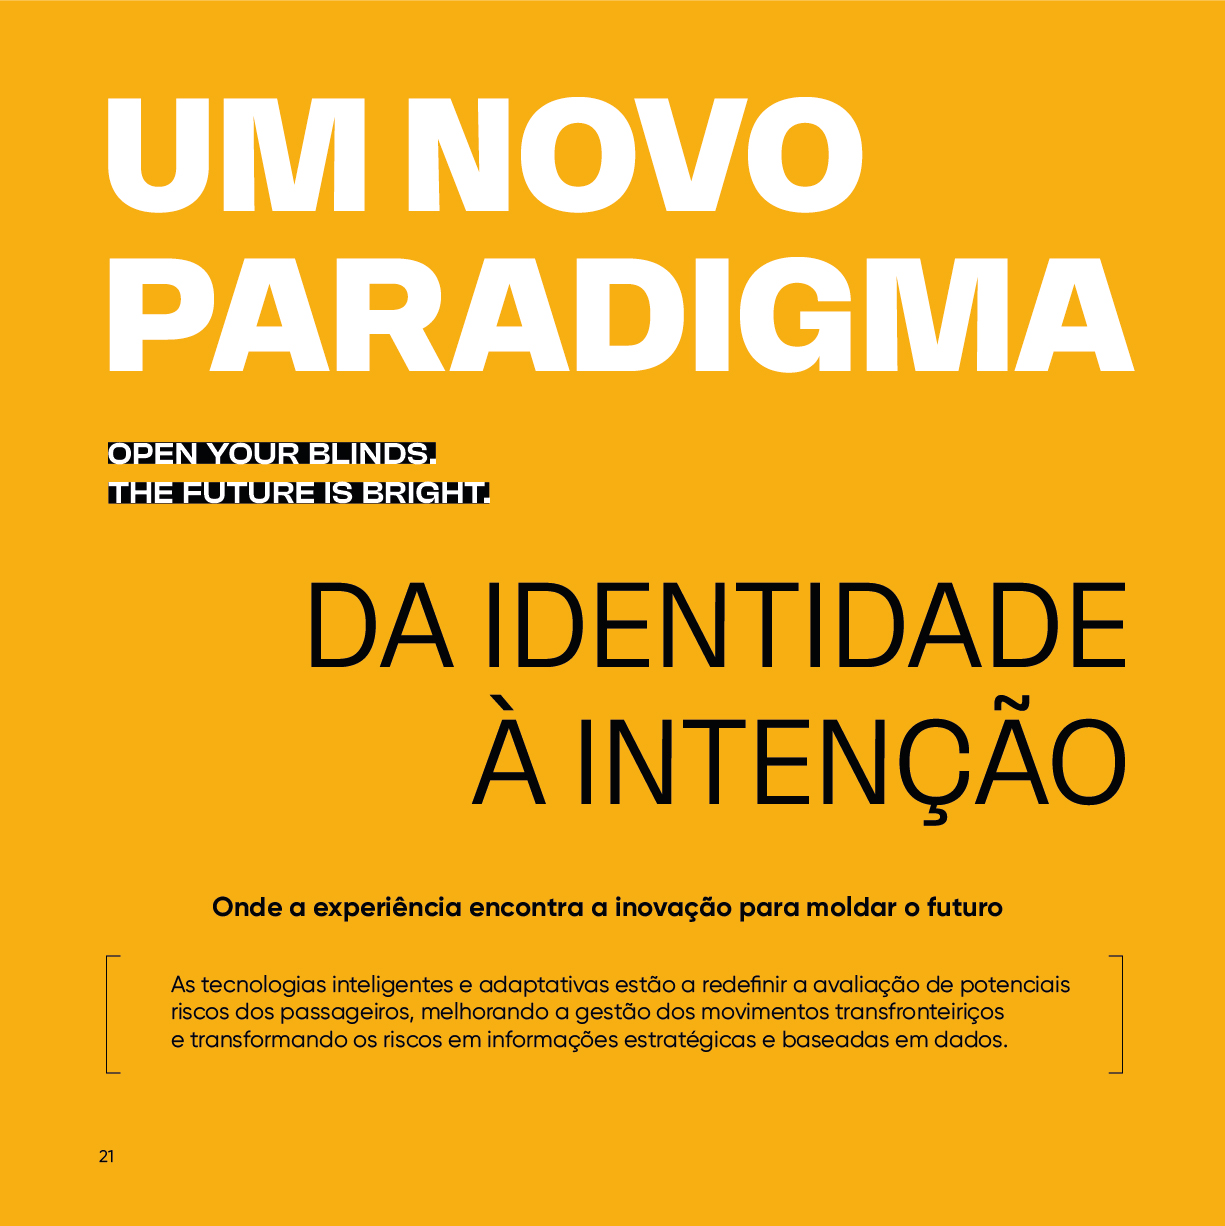 UM NOVO
PARADIGMA
OPEN YOUR BLINDS.
THE FUTURE IS BRIGHT.
DA IDENTIDADE
À INTENÇÃO
Onde a experiência encontra a inovação para moldar o futuro
As tecnologias inteligentes e adaptativas estão a redefinir a avaliação de potenciais
riscos dos passageiros, melhorando a gestão dos movimentos transfronteiriços
e transformando os riscos em informações estratégicas e baseadas em dados.
21